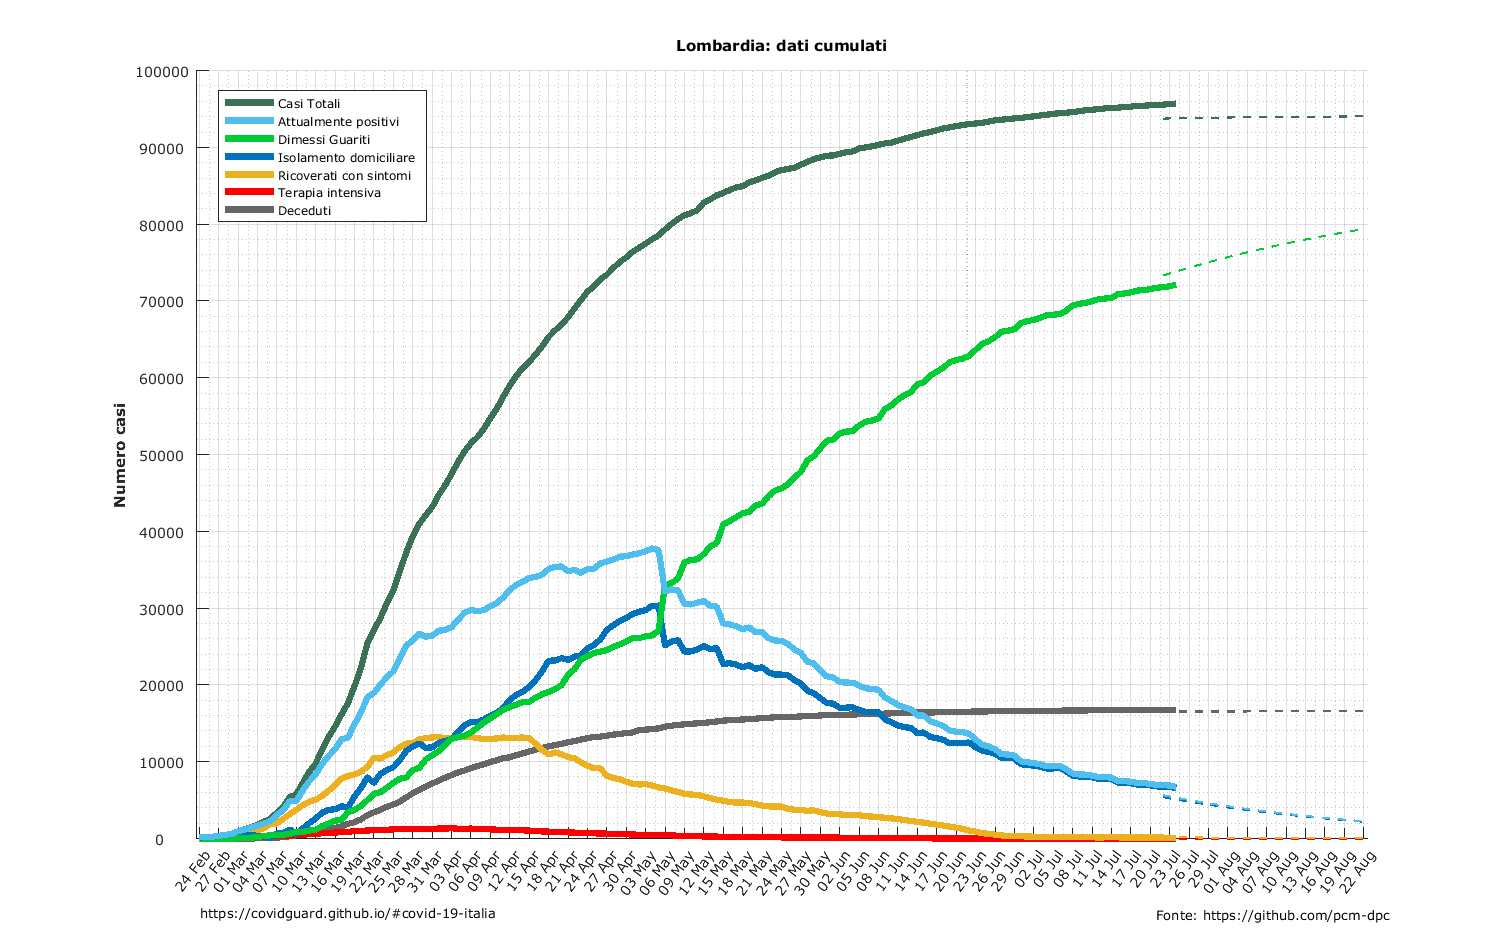 Lombardia: dati cumulati
100000
90000
80000
70000
60000
50000
40000
30000
20000
10000
0
Numero casi
Casi Totali
Attualmente positivi
Dimessi Guariti
Isolamento domiciliare
Ricoverati con sintomi
Terapia intensiva
Deceduti
24 Feb
27 Feb
01 Mar
04 Mar
07 Mar
10 Mar
13 Mar
16 Mar
19 Mar
22 Mar
25 Mar
28 Mar
31 Mar
03 Apr
06 Apr
09 Apr
12 Apr
15 Apr
18 Apr
21 Apr
24 Apr
27 Apr
30 Apr
03 May
06 May
09 May
12 May
15 May
18 May
21 May
24 May
27 May
30 May
02 Jun
05 Jun
08 Jun
11 Jun
14 Jun
17 Jun
20 Jun
23 Jun
26 Jun
29 Jun
02 Jul
05 Jul
08 Jul
11 Jul
14 Jul
17 Jul
20 Jul
23 Jul
26 Jul
29 Jul
01 Aug
04 Aug
07 Aug
10 Aug
13 Aug
16 Aug
19 Aug
22 Aug
https://covidguard.github.io/#covid-19-italia
Fonte: https://github.com/pcm-dpc